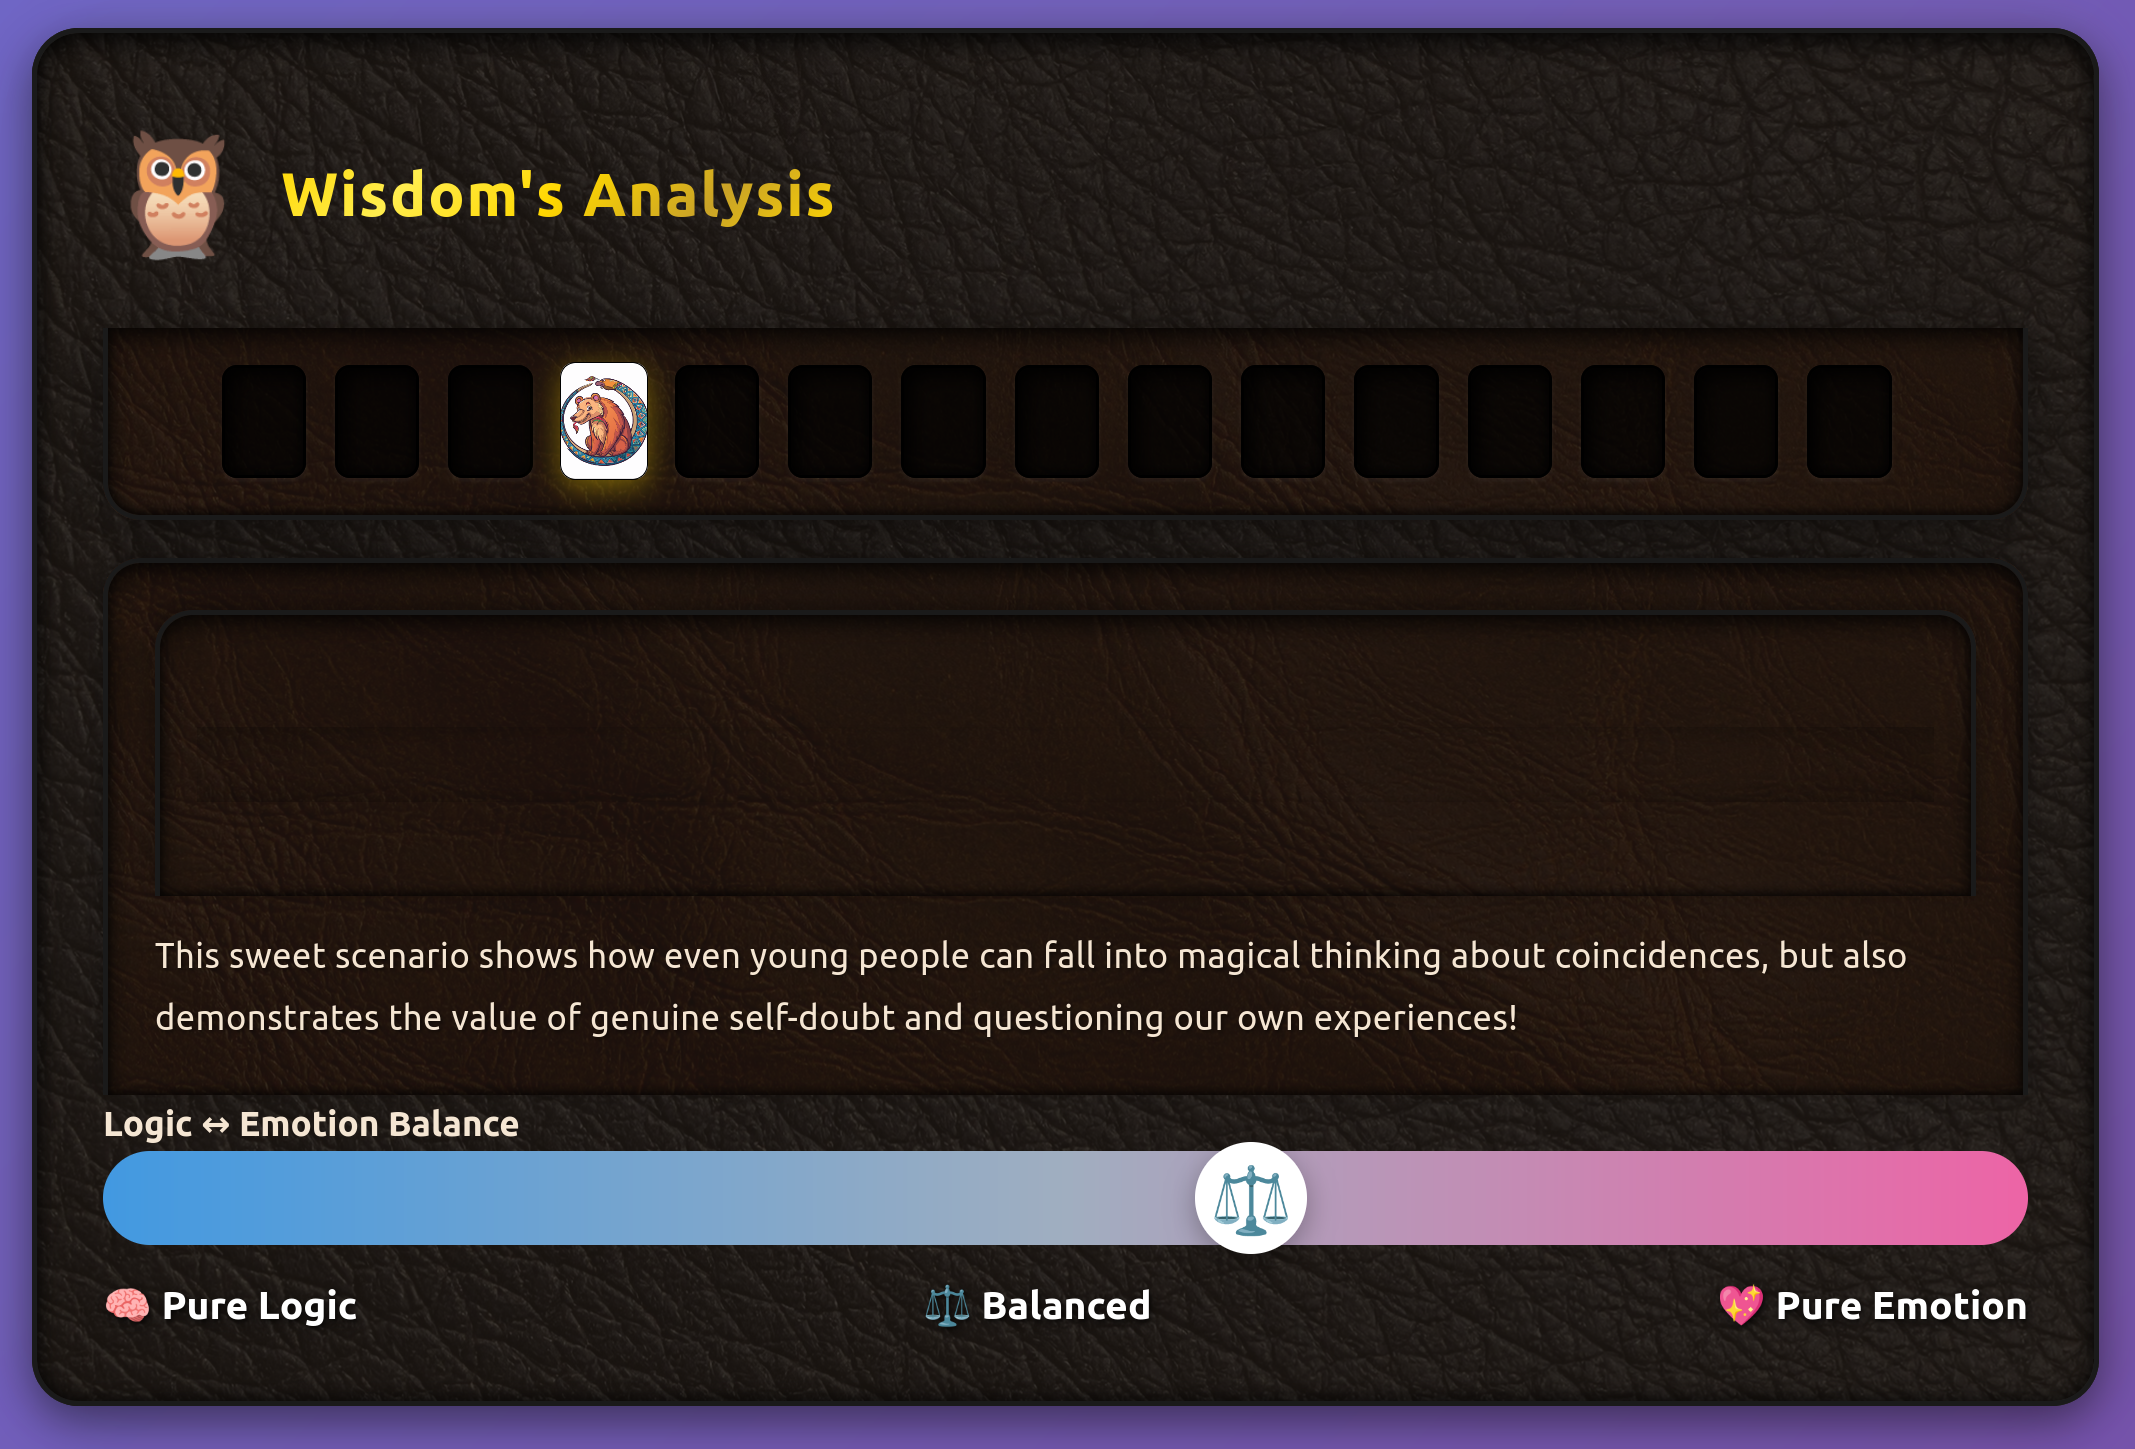 Wisdom's Analysis
This sweet scenario shows how even young people can fall into magical thinking about coincidences, but also
demonstrates the value of genuine self-doubt and questioning our own experiences!
Logic ↔ Emotion Balance
Pure Logic
Balanced
Pure Emotion